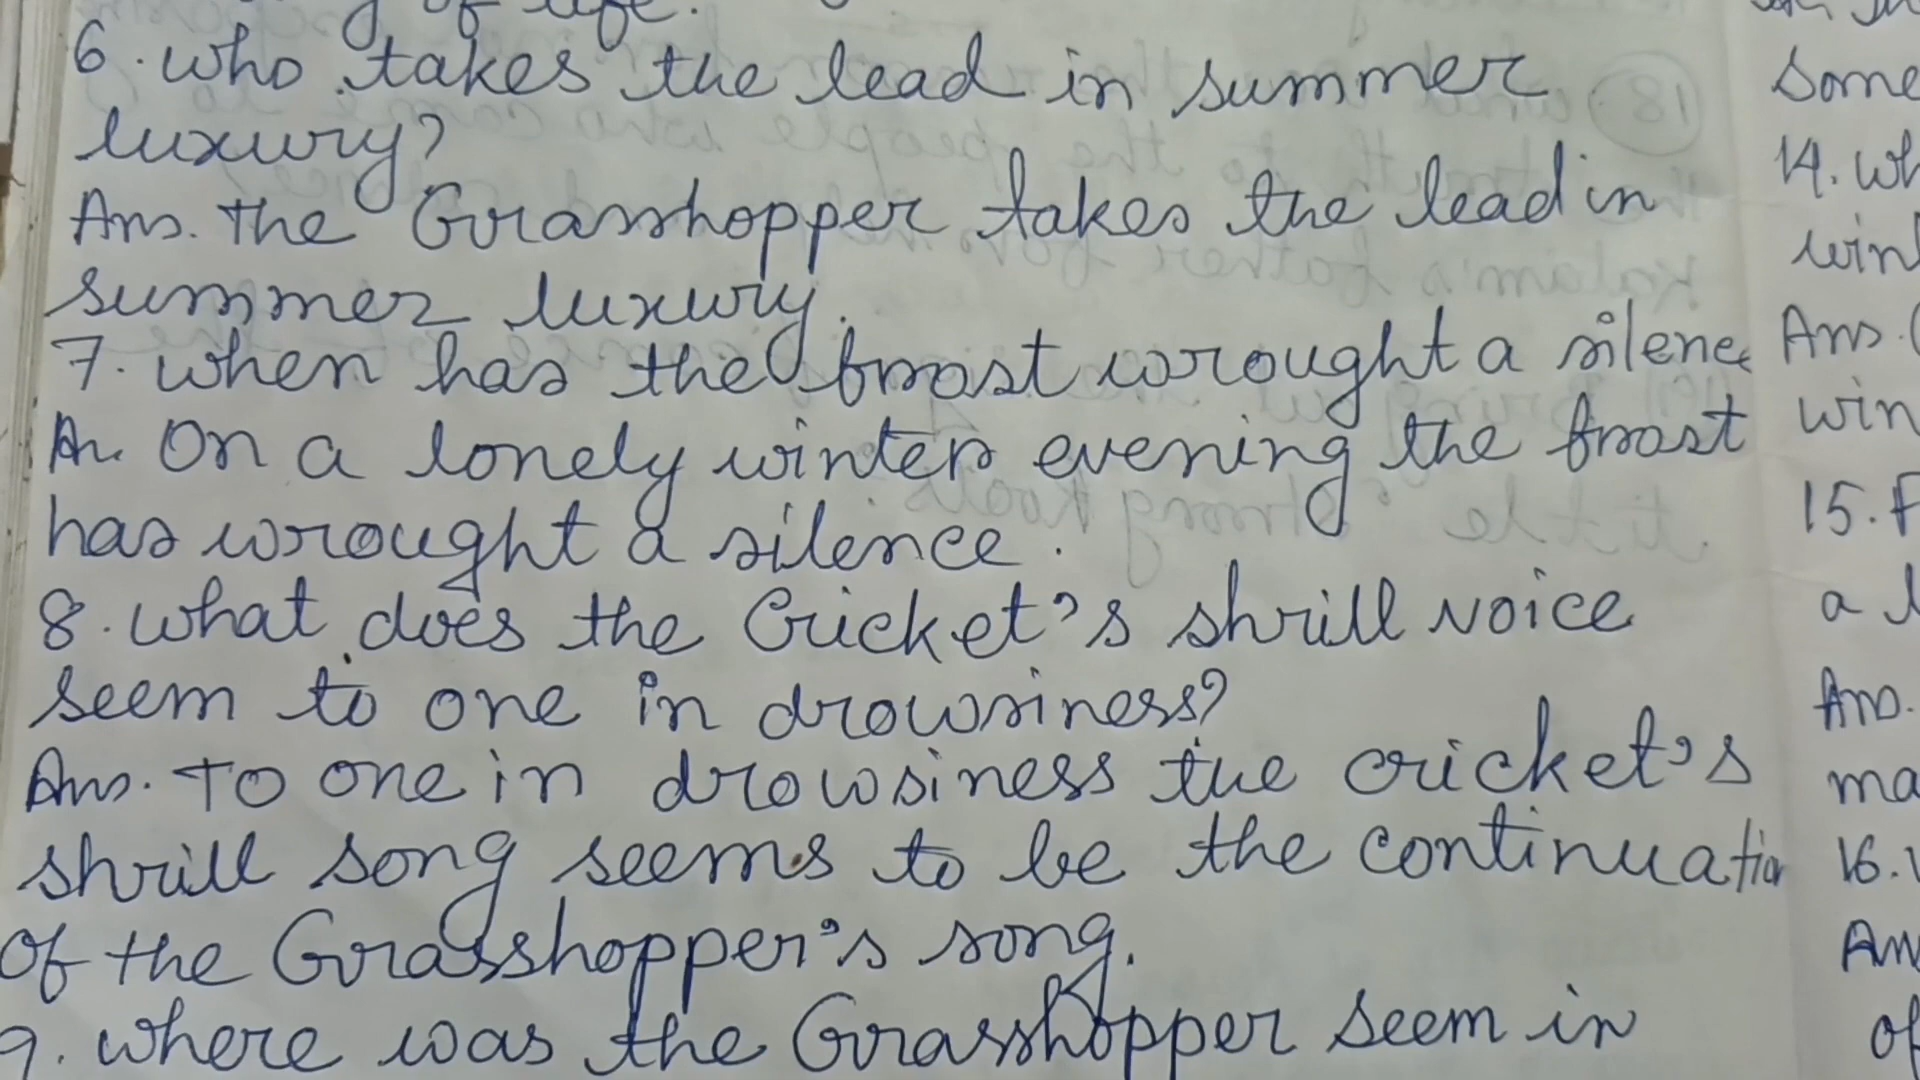 of life.
6. who takes the lead in summer
luxury?
Ans. the Grasshopper takes the lead in
summer luxury.
7. when has the frost wrought a silence
An. On a lonely winter evening the frost
has wrought a silence.
8. what does the Cricket's shrill voice
seem to one in drowsiness?
Ans. To one in drowsiness the cricket's
shrill song seems to be the continuation
of the Grasshopper's song.
9. where was the Grasshopper seem in
Some
14. Wh
win
Ans. (
win
15. F
a l
Ans.
ma
16. W
Ans
of